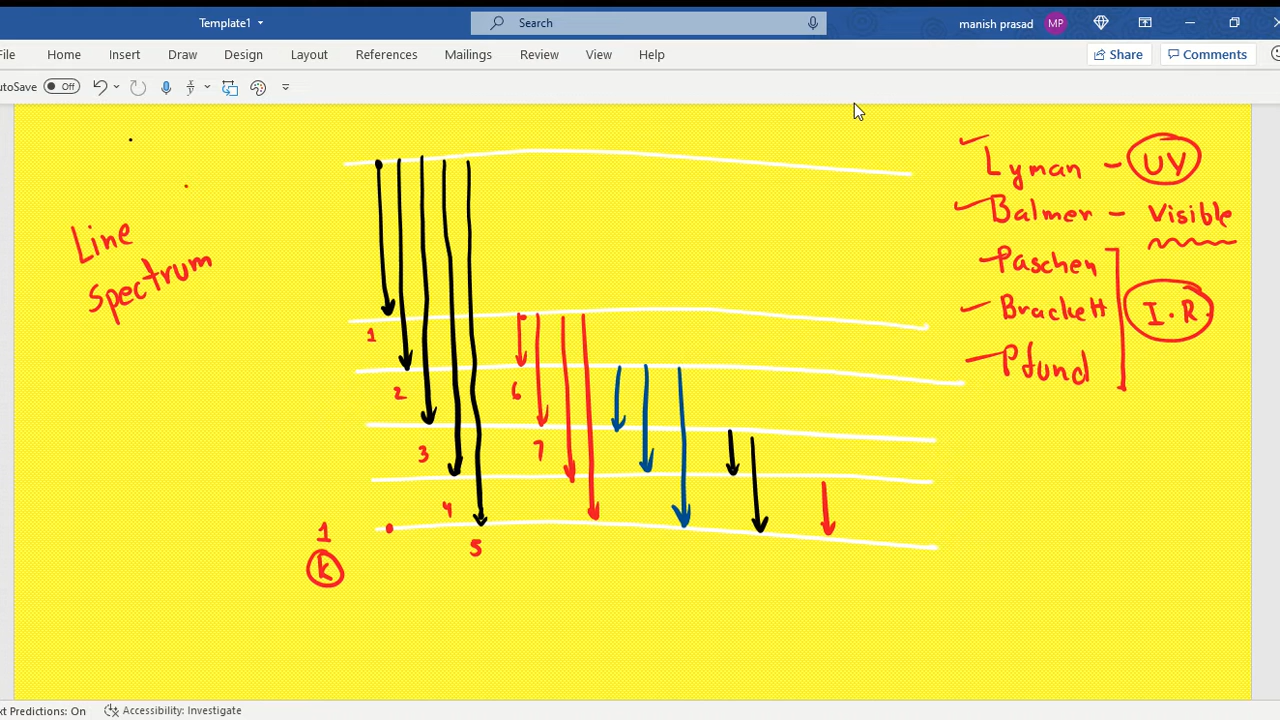 Template1
Search
manish prasad
MP
File
Home
Insert
Draw
Design
Layout
References
Mailings
Review
View
Help
Share
Comments
AutoSave
Off
Line
spectrum
Lyman - UV
Balmer - Visible
Paschen
Brackett
Pfund
I.R.
1
2
6
3
7
4
5
1
k
Text Predictions: On
Accessibility: Investigate